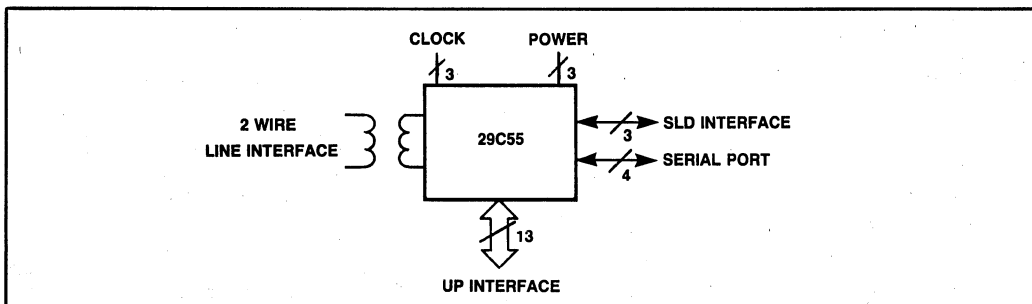 CLOCK
POWER
3
3
2 WIRE
LINE INTERFACE
29C55
SLD INTERFACE
3
SERIAL PORT
4
13
UP INTERFACE